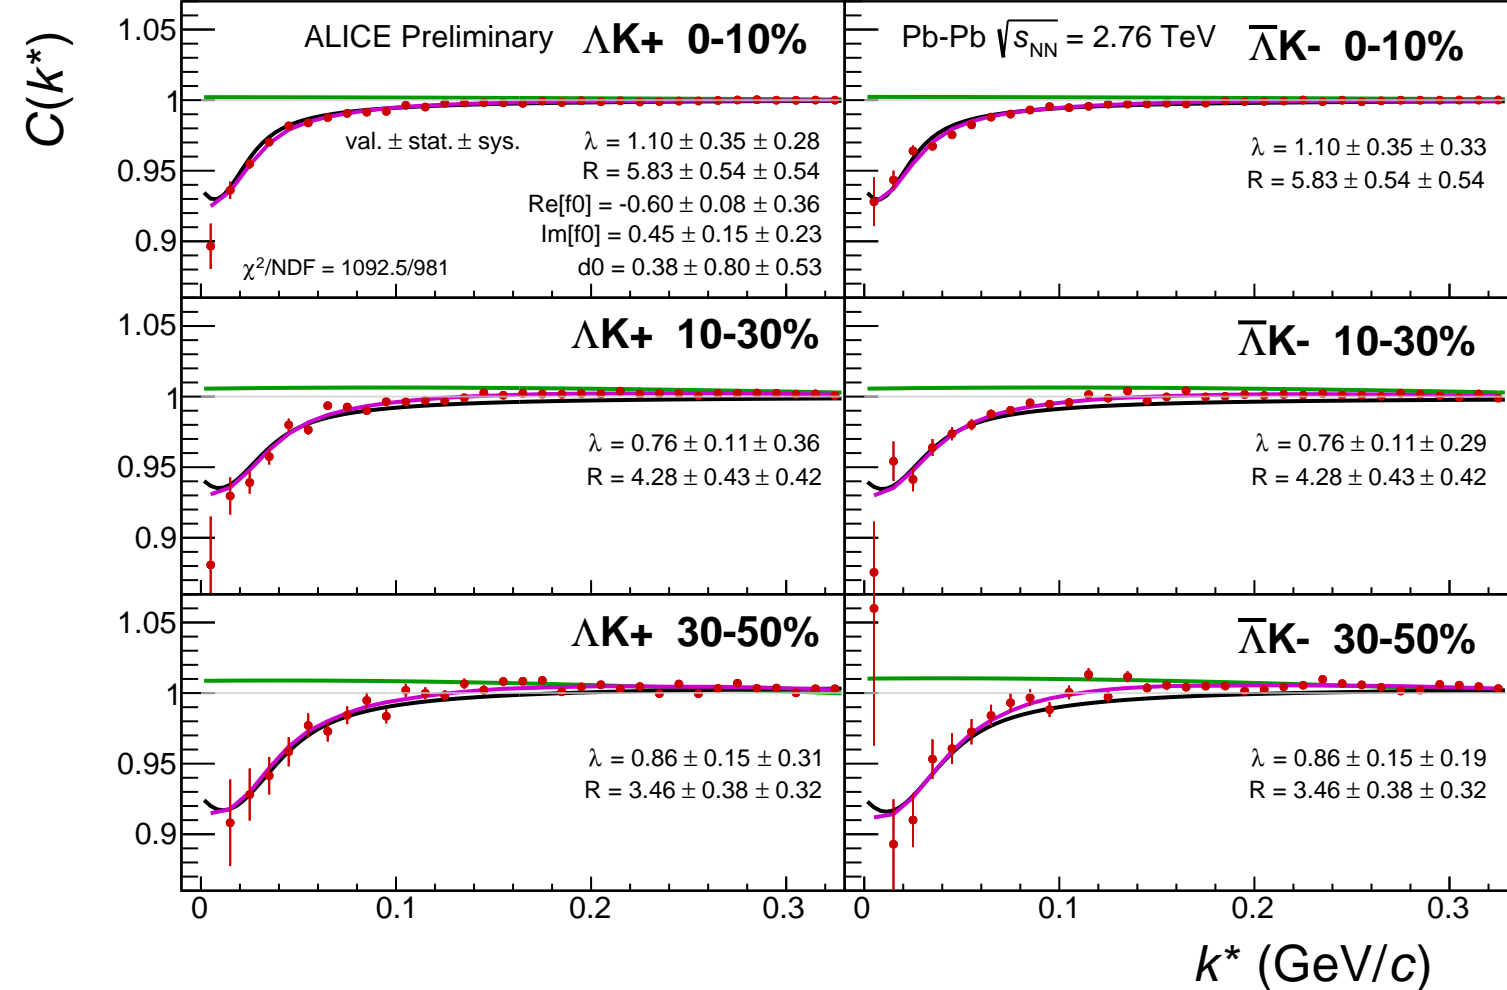 C(k*)
ALICE Preliminary ΛK+ 0-10%
val. ± stat. ± sys.
λ = 1.10 ± 0.35 ± 0.28
R = 5.83 ± 0.54 ± 0.54
Re[f0] = -0.60 ± 0.08 ± 0.36
Im[f0] = 0.45 ± 0.15 ± 0.23
χ²/NDF = 1092.5/981
d0 = 0.38 ± 0.80 ± 0.53
1.05
1
0.95
0.9
Pb-Pb √sNN = 2.76 TeV Λ̅K- 0-10%
λ = 1.10 ± 0.35 ± 0.33
R = 5.83 ± 0.54 ± 0.54
ΛK+ 10-30%
λ = 0.76 ± 0.11 ± 0.36
R = 4.28 ± 0.43 ± 0.42
1.05
1
0.95
0.9
Λ̅K- 10-30%
λ = 0.76 ± 0.11 ± 0.29
R = 4.28 ± 0.43 ± 0.42
ΛK+ 30-50%
λ = 0.86 ± 0.15 ± 0.31
R = 3.46 ± 0.38 ± 0.32
1.05
1
0.95
0.9
Λ̅K- 30-50%
λ = 0.86 ± 0.15 ± 0.19
R = 3.46 ± 0.38 ± 0.32
0 0.1 0.2 0.3
0 0.1 0.2 0.3
k* (GeV/c)